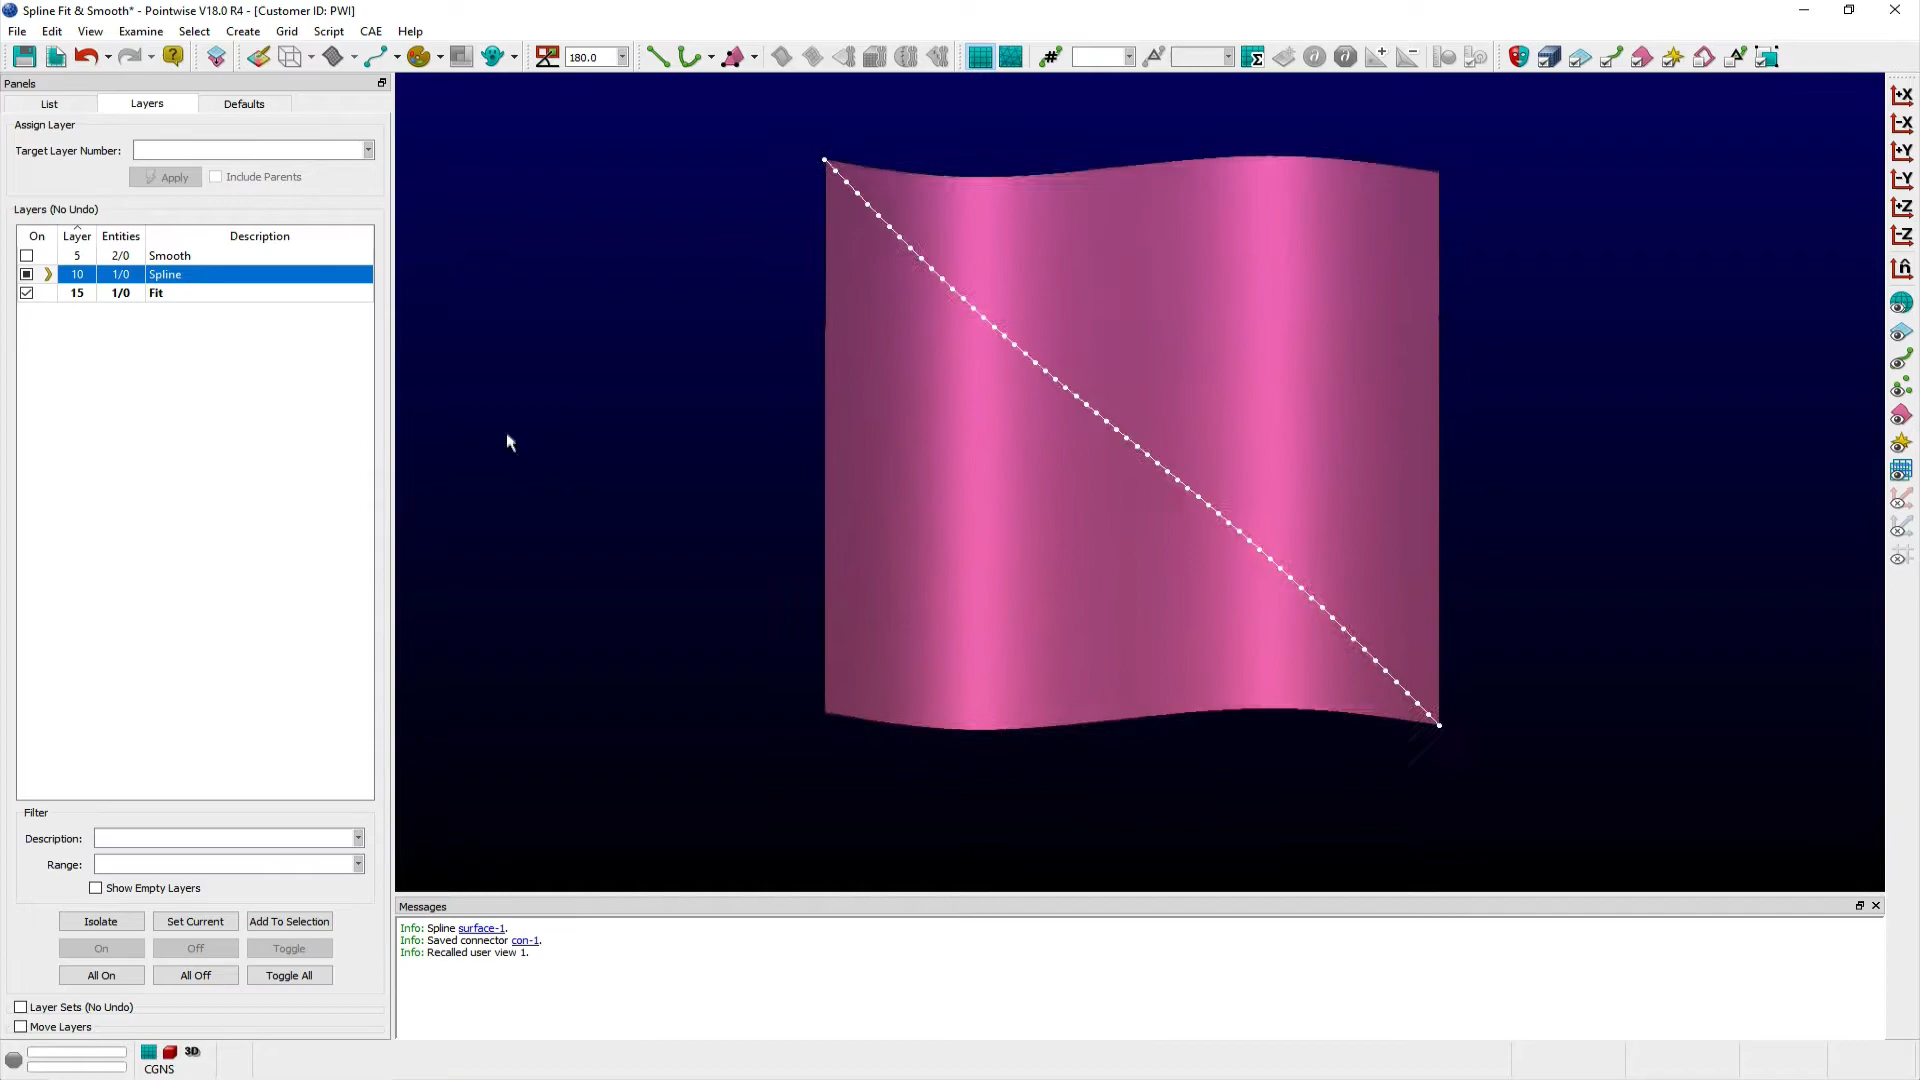 Spline Fit & Smooth* - Pointwise V18.0 R4 - [Customer ID: PWI]
File Edit View Examine Select Create Grid Script CAE Help
180.0
Panels
List Layers Defaults
Assign Layer
Target Layer Number:
Apply Include Parents
Layers (No Undo)
On Layer Entities Description
5 2/0 Smooth
10 1/0 Spline
15 1/0 Fit
Filter
Description:
Range:
Show Empty Layers
Isolate Set Current Add To Selection
On Off Toggle
All On All Off Toggle All
Layer Sets (No Undo)
Move Layers
Messages
Info: Spline surface-1.
Info: Saved connector con-1.
Info: Recalled user view 1.
3D
CGNS
+X
-X
+Y
-Y
+Z
-Z
n̂